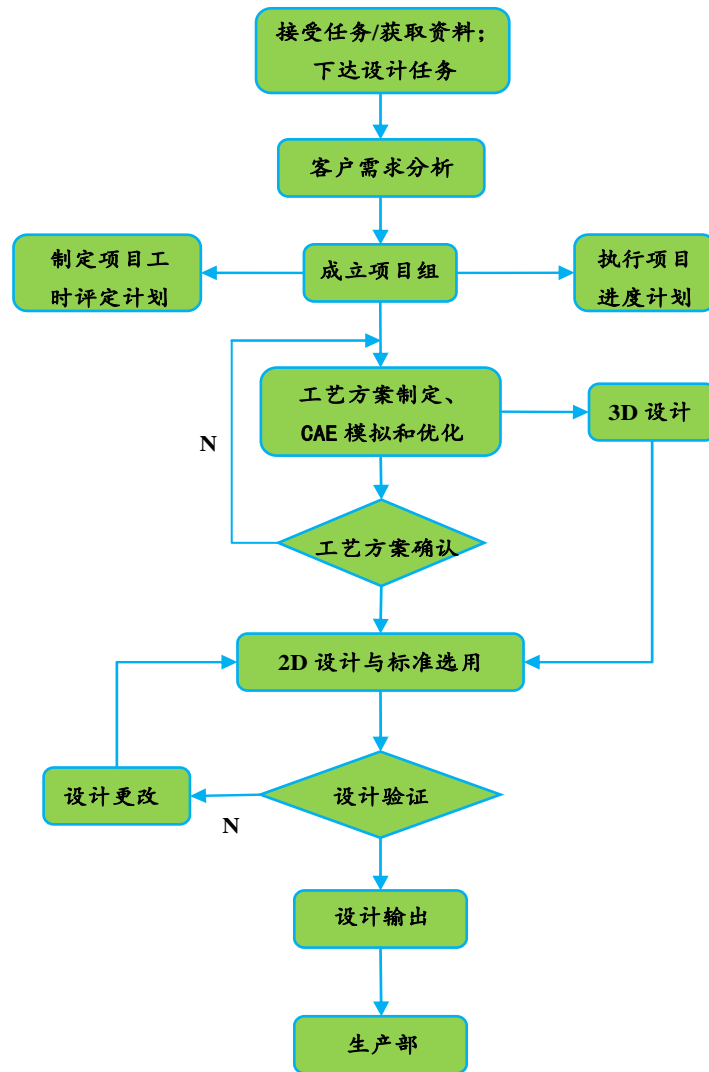 接受任务/获取资料；
下达设计任务
客户需求分析
制定项目工
时评定计划
成立项目组
执行项目
进度计划
工艺方案制定、
CAE 模拟和优化
3D 设计
N
工艺方案确认
2D 设计与标准选用
设计更改
设计验证
N
设计输出
生产部